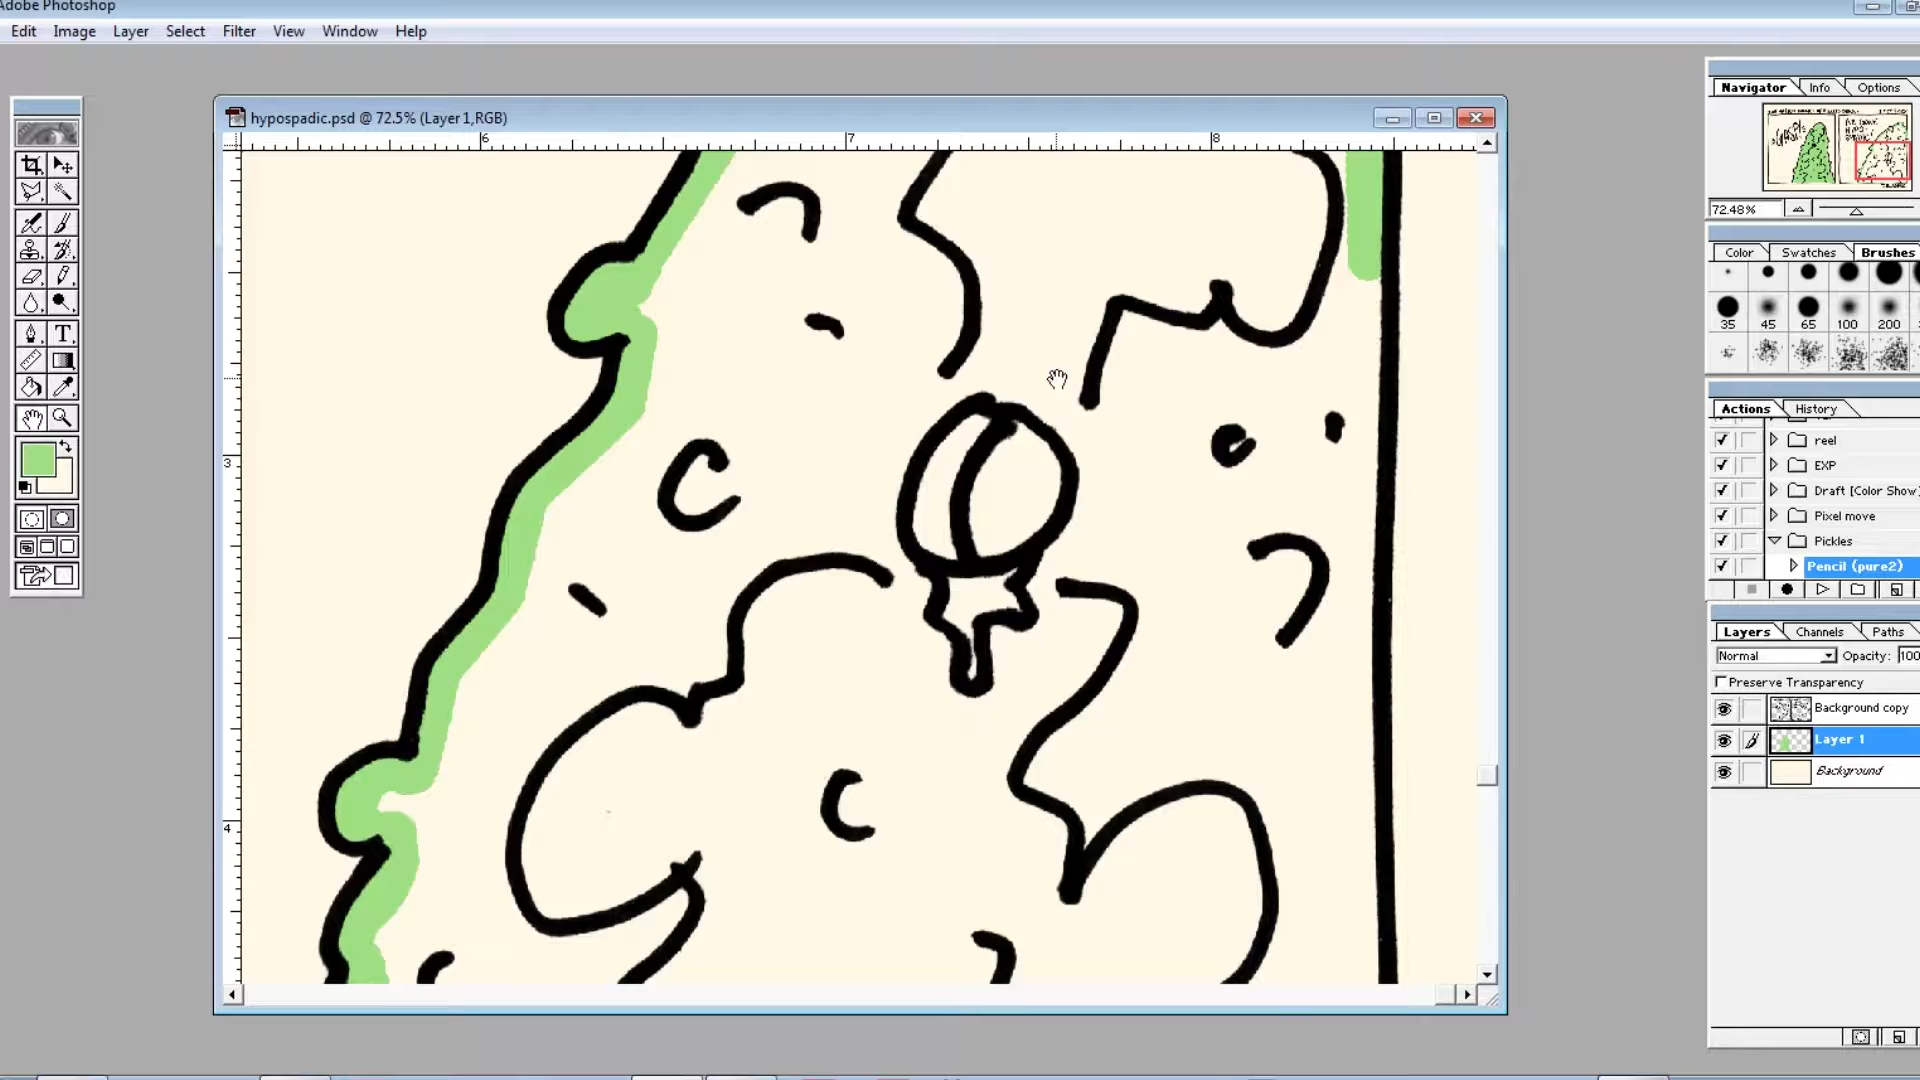 Adobe Photoshop
Edit Image Layer Select Filter View Window Help
hypospadic.psd @ 72.5% (Layer 1,RGB)
6 7 8
3
4
T
Navigator Info Options
72.48%
Color Swatches Brushes
35 45 65 100 200
Actions History
reel
EXP
Draft [Color Show]
Pixel move
Pickles
Pencil (pure2)
Layers Channels Paths
Normal Opacity: 100
Preserve Transparency
Background copy
Layer 1
Background